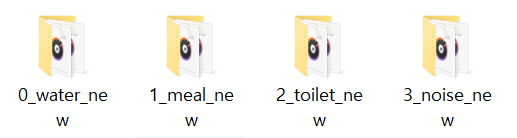 0_water_ne
w
1_meal_ne
w
2_toilet_ne
w
3_noise_ne
w